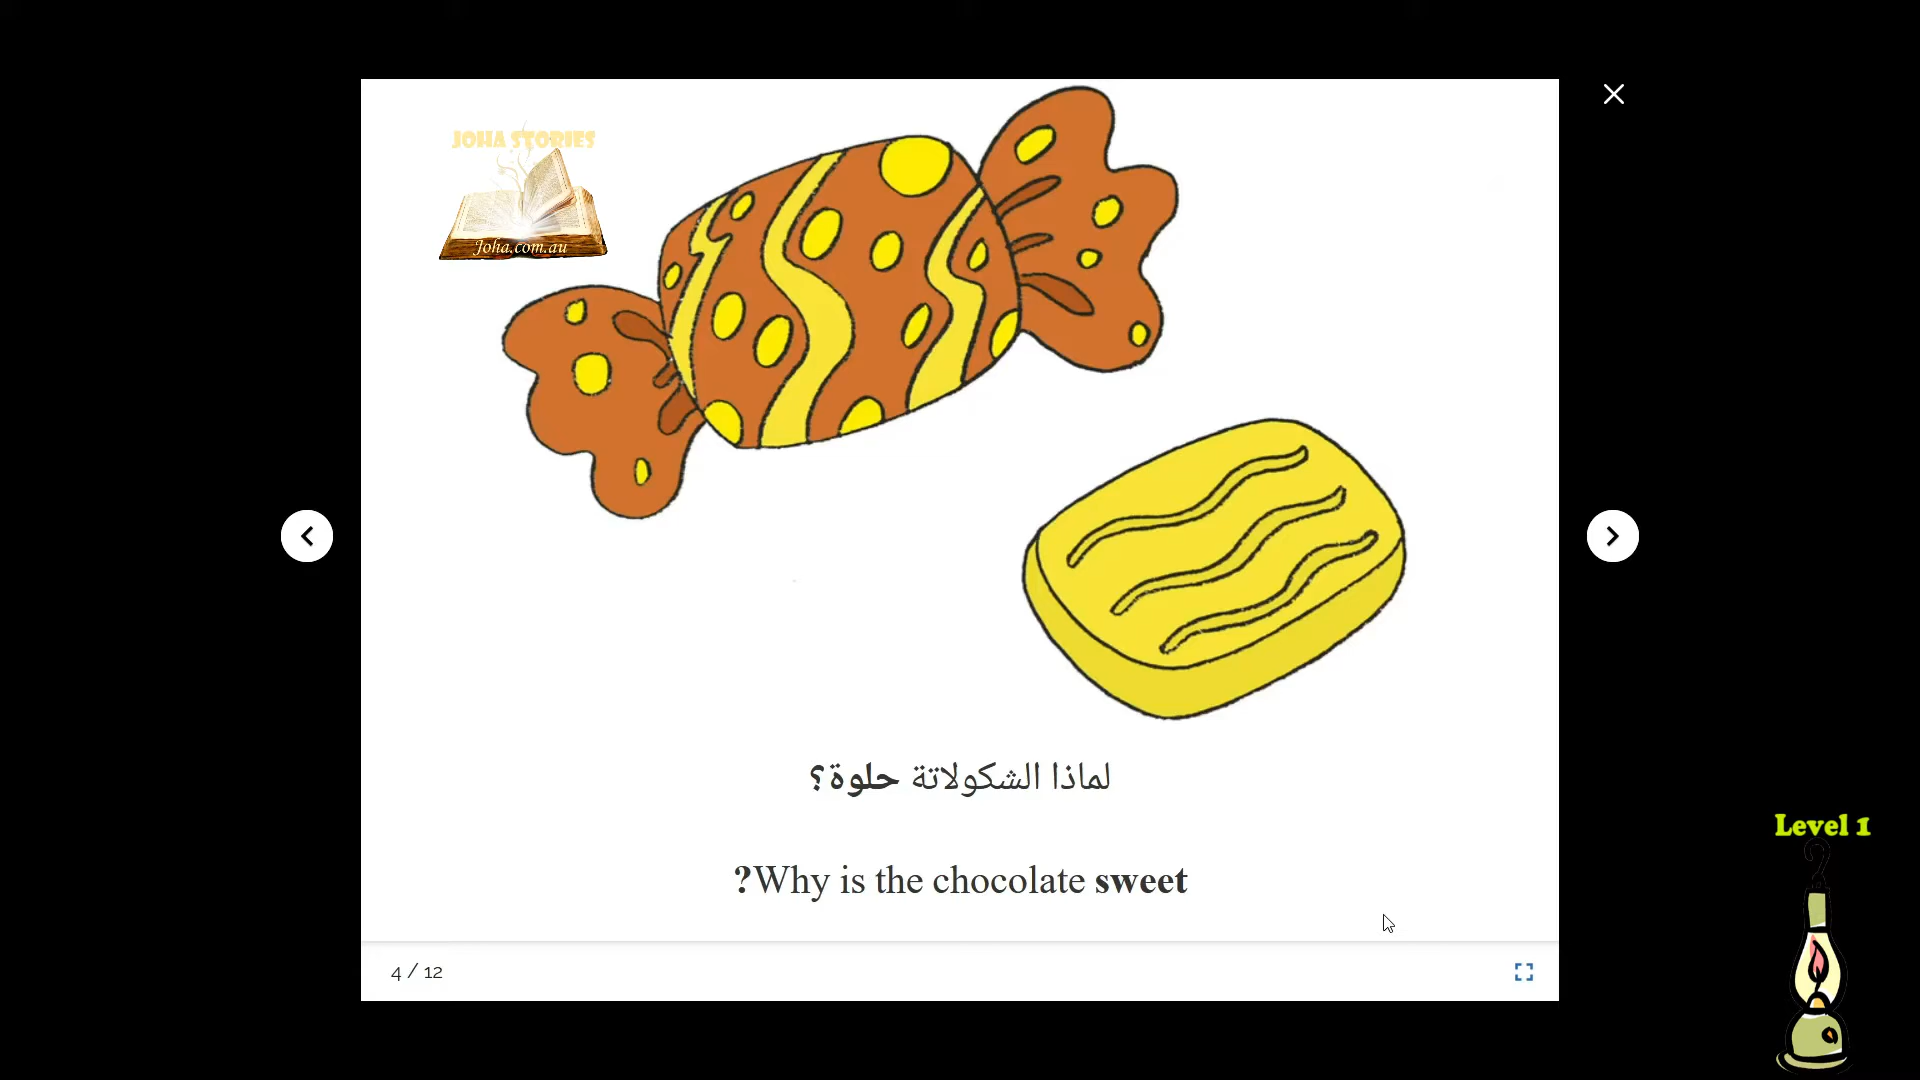 JOHA STORIES
Joha.com.au
لماذا الشكولاتة حلوة؟
?Why is the chocolate sweet
4 / 12
Level 1